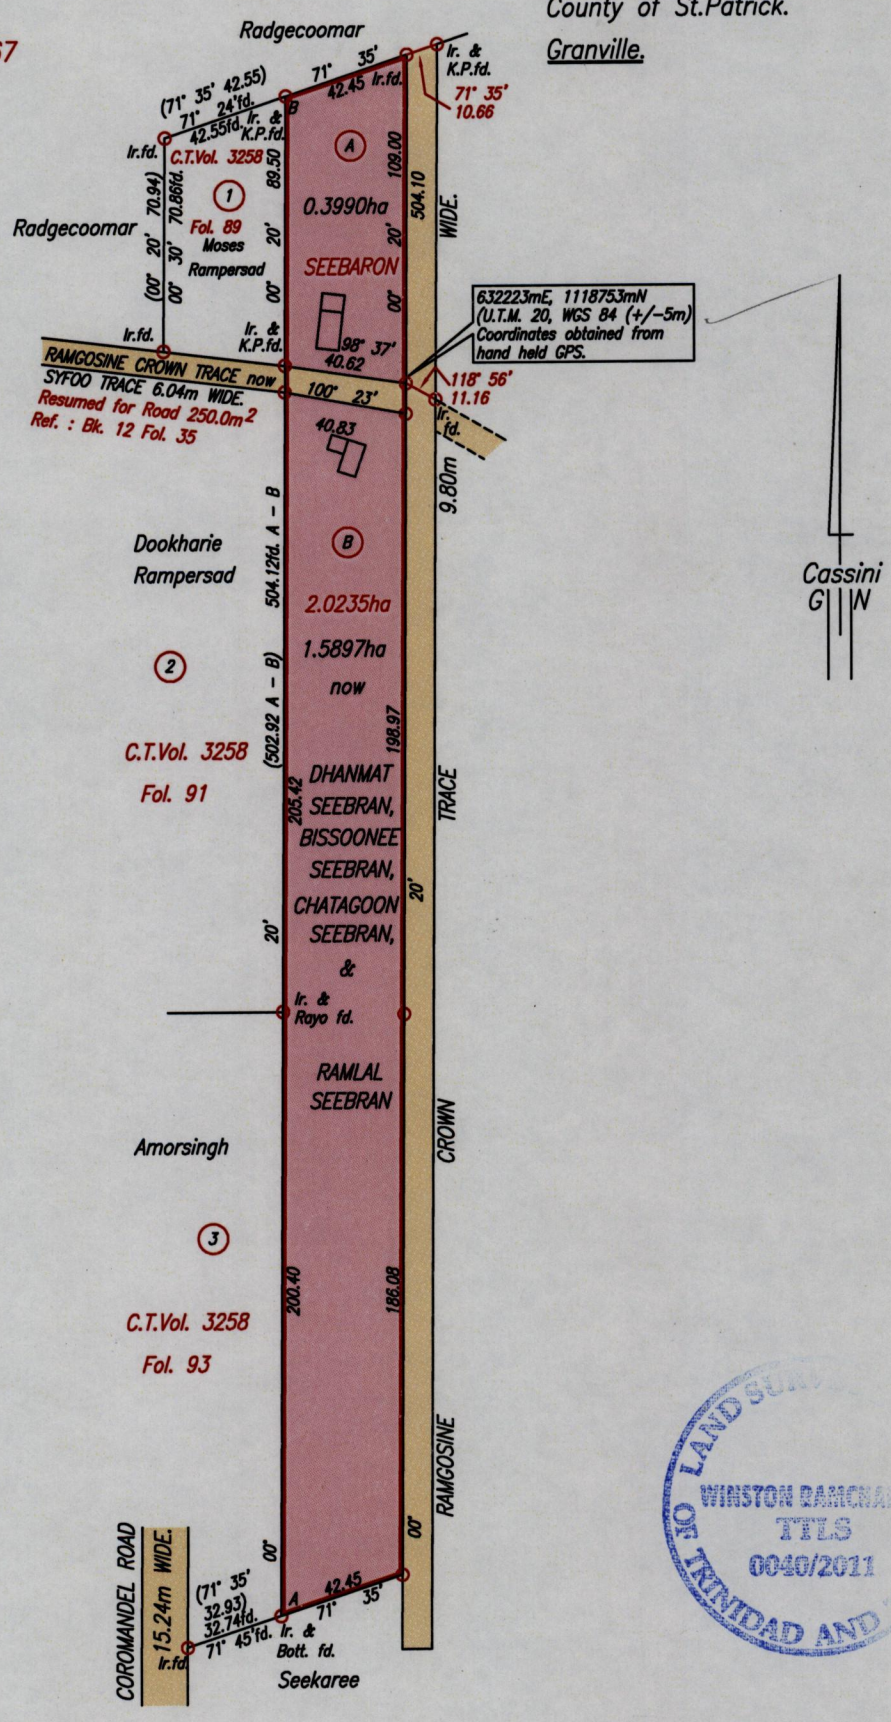 County of St.Patrick.
Granville.
67
Radgecoomar
(71° 35' 42.55)
71° 24'fd.
42.55fd.
Ir. &
K.P.fd.
71° 35'
42.45
Ir.fd.
B
Ir. &
K.P.fd.
71° 35'
10.66
Ir.fd.
C.T.Vol. 3258
1
Fol. 89
Moses
Rampersad
Radgecoomar
(00° 20' 70.94)
00° 30' 70.86fd.
00° 20' 89.50
A
0.3990ha
SEEBARON
00° 20' 109.00
504.10
WIDE.
632223mE, 1118753mN
(U.T.M. 20, WGS 84 (+/-5m)
Coordinates obtained from
hand held GPS.
Ir.fd.
Ir. &
K.P.fd.
98° 37'
40.62
RAMGOSINE CROWN TRACE now
SYFOO TRACE 6.04m WIDE.
Resumed for Road 250.0m2
Ref. : Bk. 12 Fol. 35
100° 23'
40.83
118° 56'
11.16
Ir.
fd.
9.80m
Dookharie
Rampersad
2
C.T.Vol. 3258
Fol. 91
504.12fd. A - B
(502.92 A - B)
B
2.0235ha
1.5897ha
now
DHANMAT
SEEBRAN,
BISSOONEE
SEEBRAN,
CHATAGOON
SEEBRAN,
&
RAMLAL
SEEBRAN
205.42
198.97
20'
20'
TRACE
Ir. &
Rayo fd.
Cassini
G N
Amorsingh
3
C.T.Vol. 3258
Fol. 93
200.40
186.08
CROWN
RAMGOSINE
00°
00°
COROMANDEL ROAD
15.24m WIDE.
(71° 35'
32.93)
32.74fd.
71° 45'fd.
Ir.fd.
A
42.45
71° 35'
Ir. &
Bott. fd.
Seekaree
LAND
OF TRINIDAD AND
WINSTON
TTLS
0040/2011